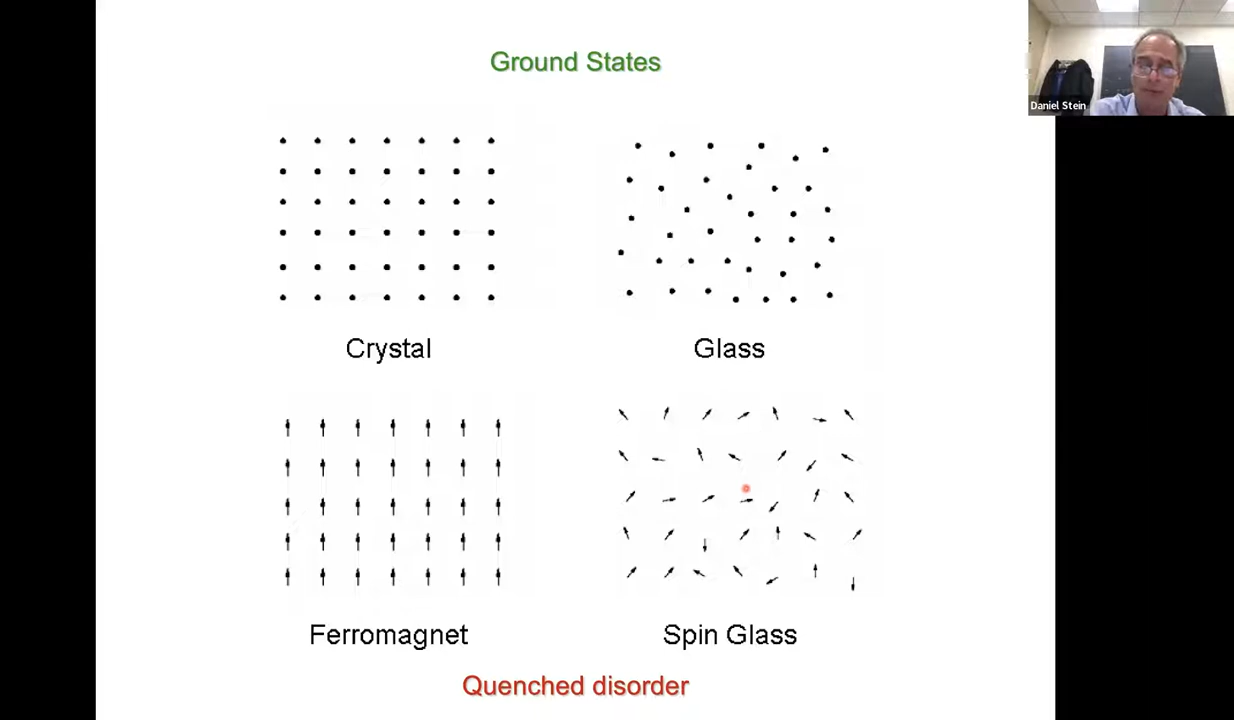 Ground States
Daniel Stein
Crystal
Glass
Ferromagnet
Spin Glass
Quenched disorder